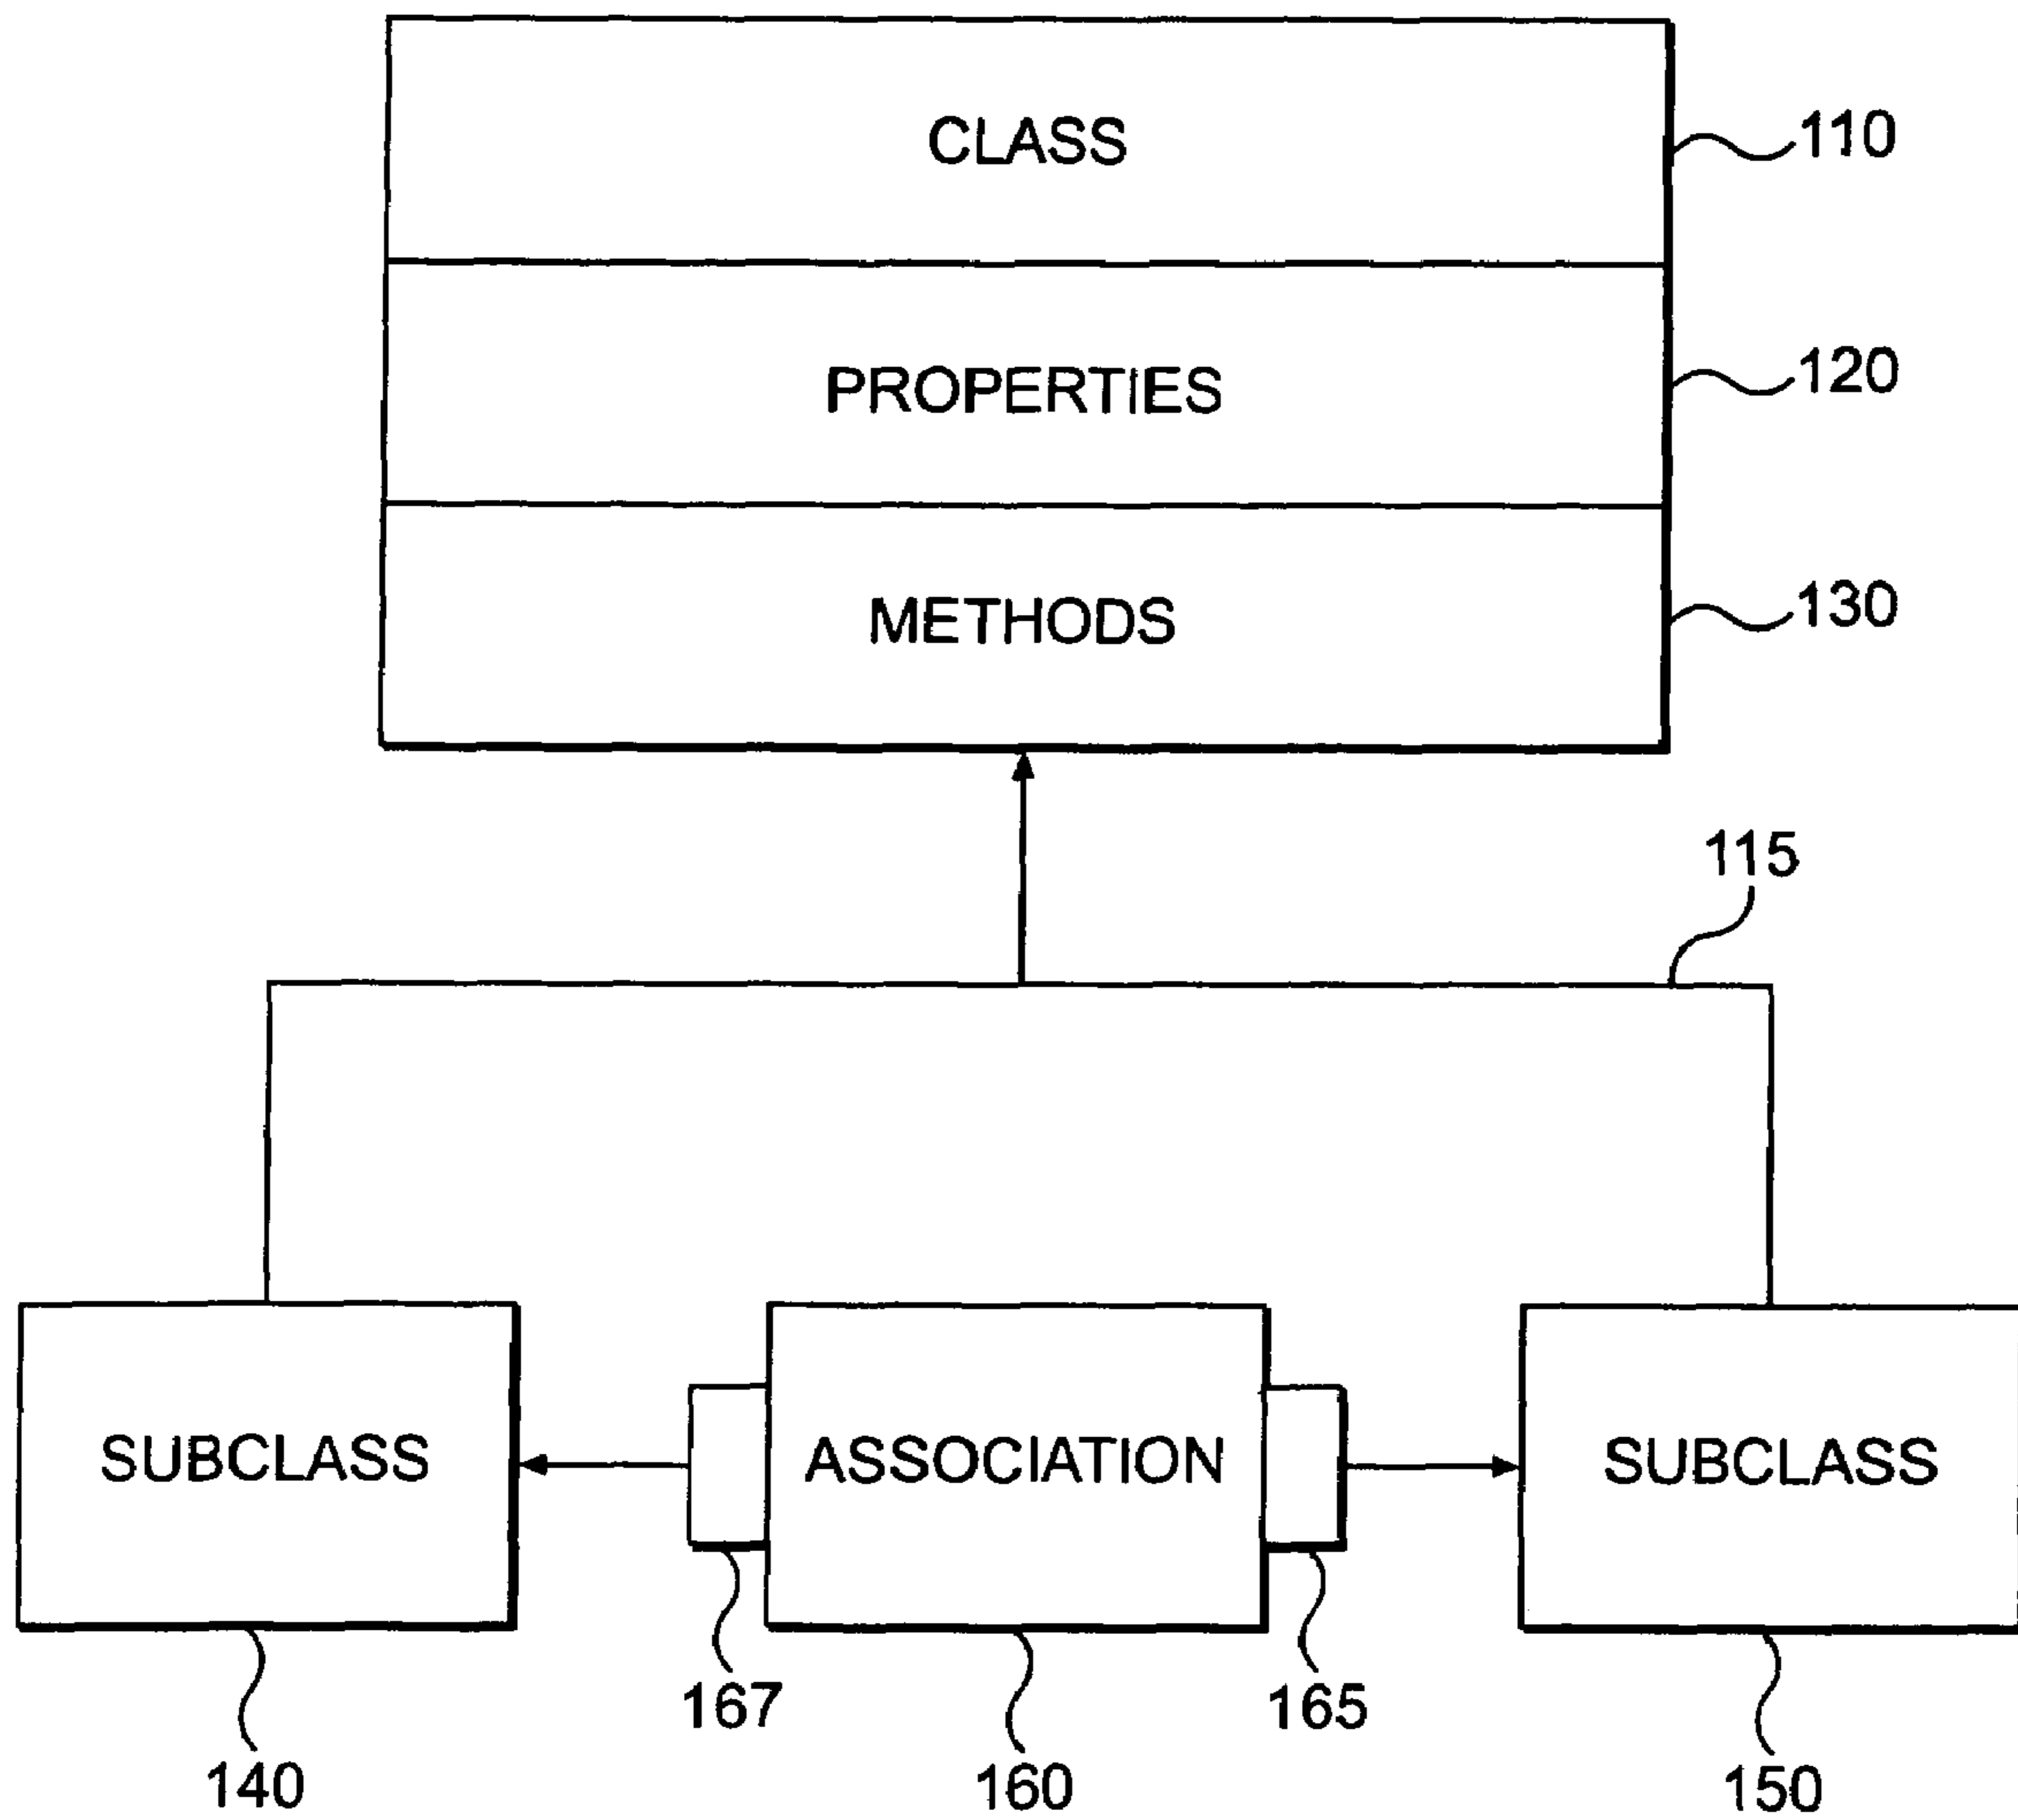 CLASS
110
PROPERTIES
120
METHODS
130
115
SUBCLASS
ASSOCIATION
SUBCLASS
167
165
140
160
150